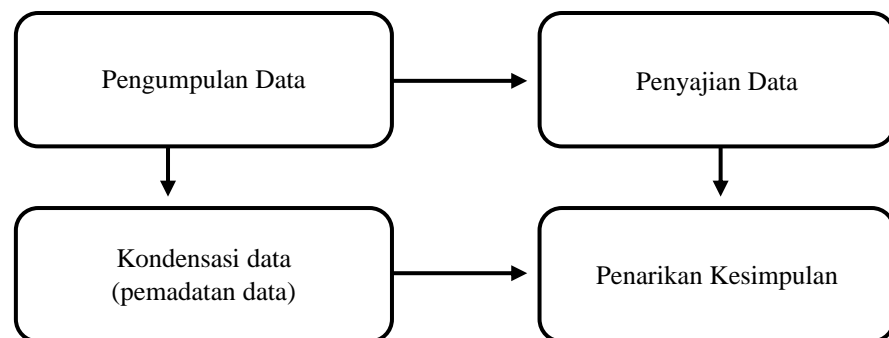 Pengumpulan Data
Penyajian Data
Kondensasi data
(pemadatan data)
Penarikan Kesimpulan